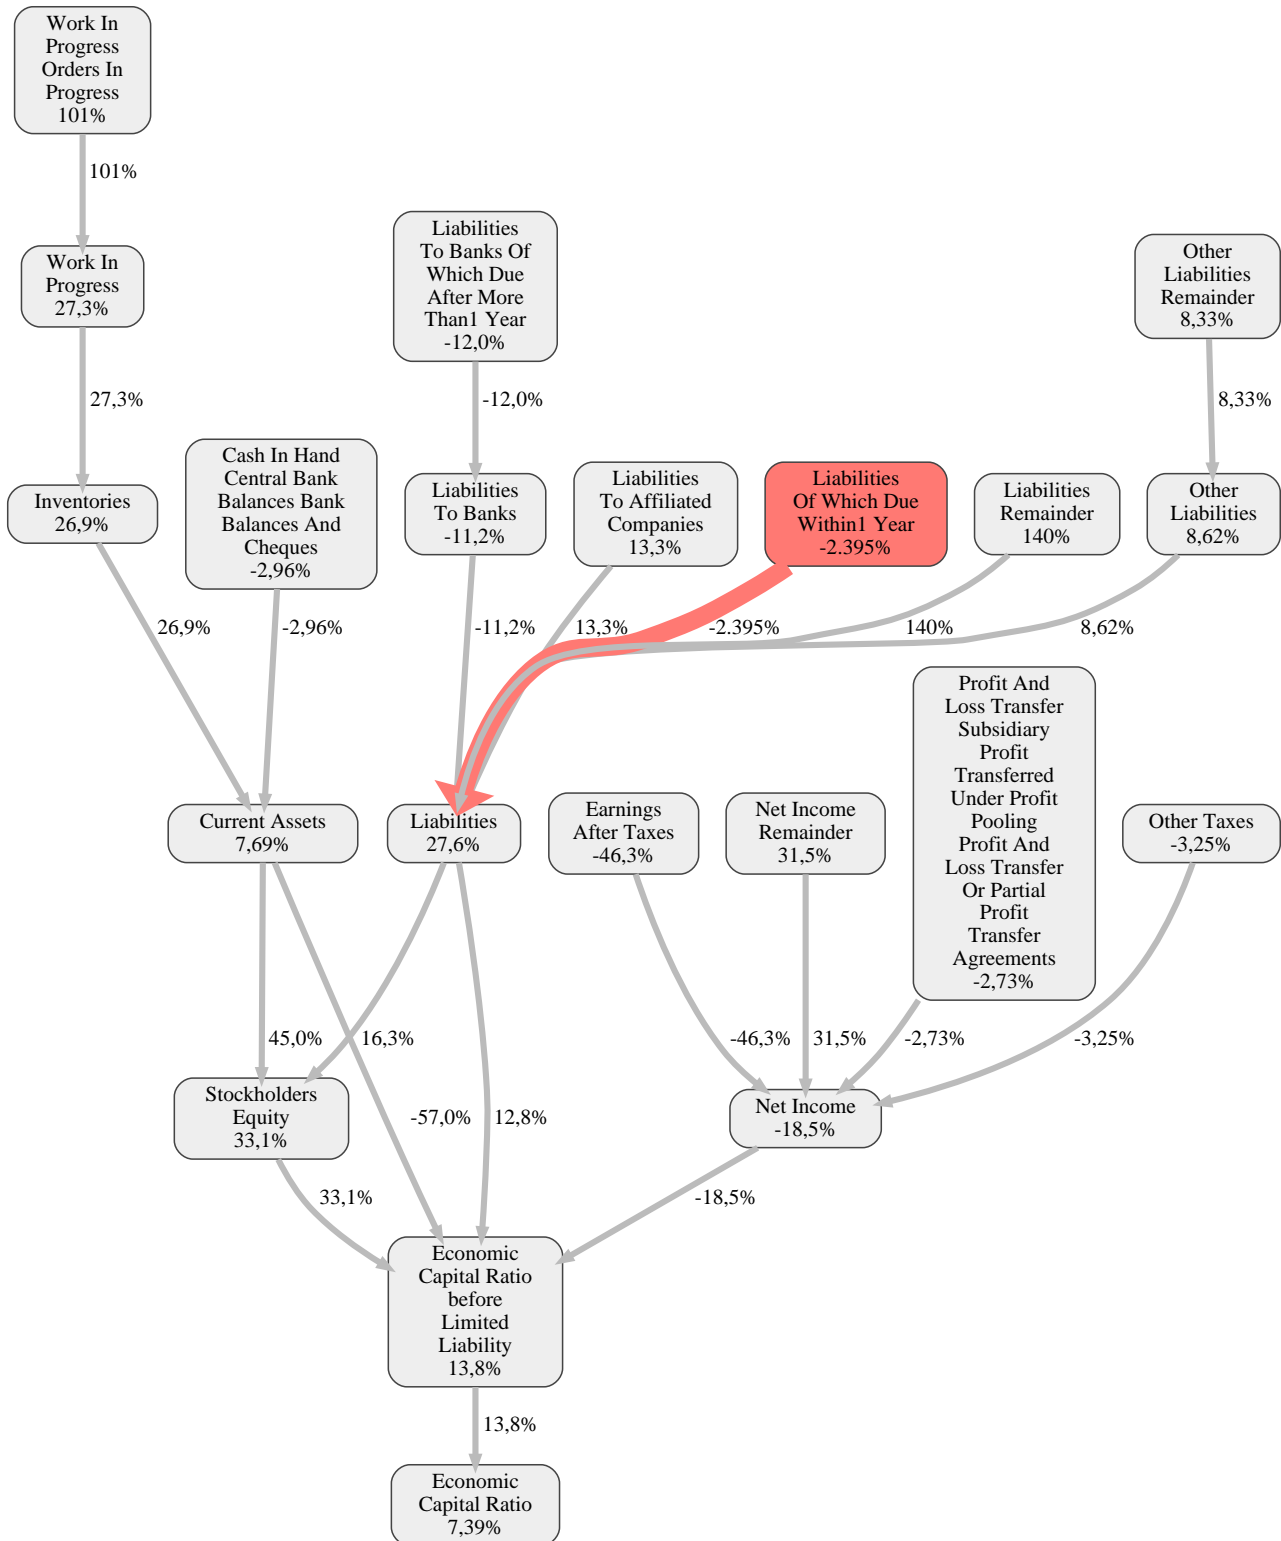 Work In
Progress
Orders In
Progress
101%
101%
Work In
Progress
27,3%
Liabilities
To Banks Of
Which Due
After More
Than1 Year
-12,0%
Other
Liabilities
Remainder
8,33%
27,3%
-12,0%
8,33%
Inventories
26,9%
Cash In Hand
Central Bank
Balances Bank
Balances And
Cheques
-2,96%
Liabilities
To Banks
-11,2%
Liabilities
To Affiliated
Companies
13,3%
Liabilities
Of Which Due
Within1 Year
-2.395%
Liabilities
Remainder
140%
Other
Liabilities
8,62%
26,9%
-2,96%
-11,2%
13,3%
-2.395%
140%
8,62%
Current Assets
7,69%
Liabilities
27,6%
Earnings
After Taxes
-46,3%
Net Income
Remainder
31,5%
Profit And
Loss Transfer
Subsidiary
Profit
Transferred
Under Profit
Pooling
Profit And
Loss Transfer
Or Partial
Profit
Transfer
Agreements
-2,73%
Other Taxes
-3,25%
45,0%
16,3%
-46,3%
31,5%
-2,73%
-3,25%
Stockholders
Equity
33,1%
-57,0%
12,8%
Net Income
-18,5%
33,1%
-18,5%
Economic
Capital Ratio
before
Limited
Liability
13,8%
13,8%
Economic
Capital Ratio
7,39%